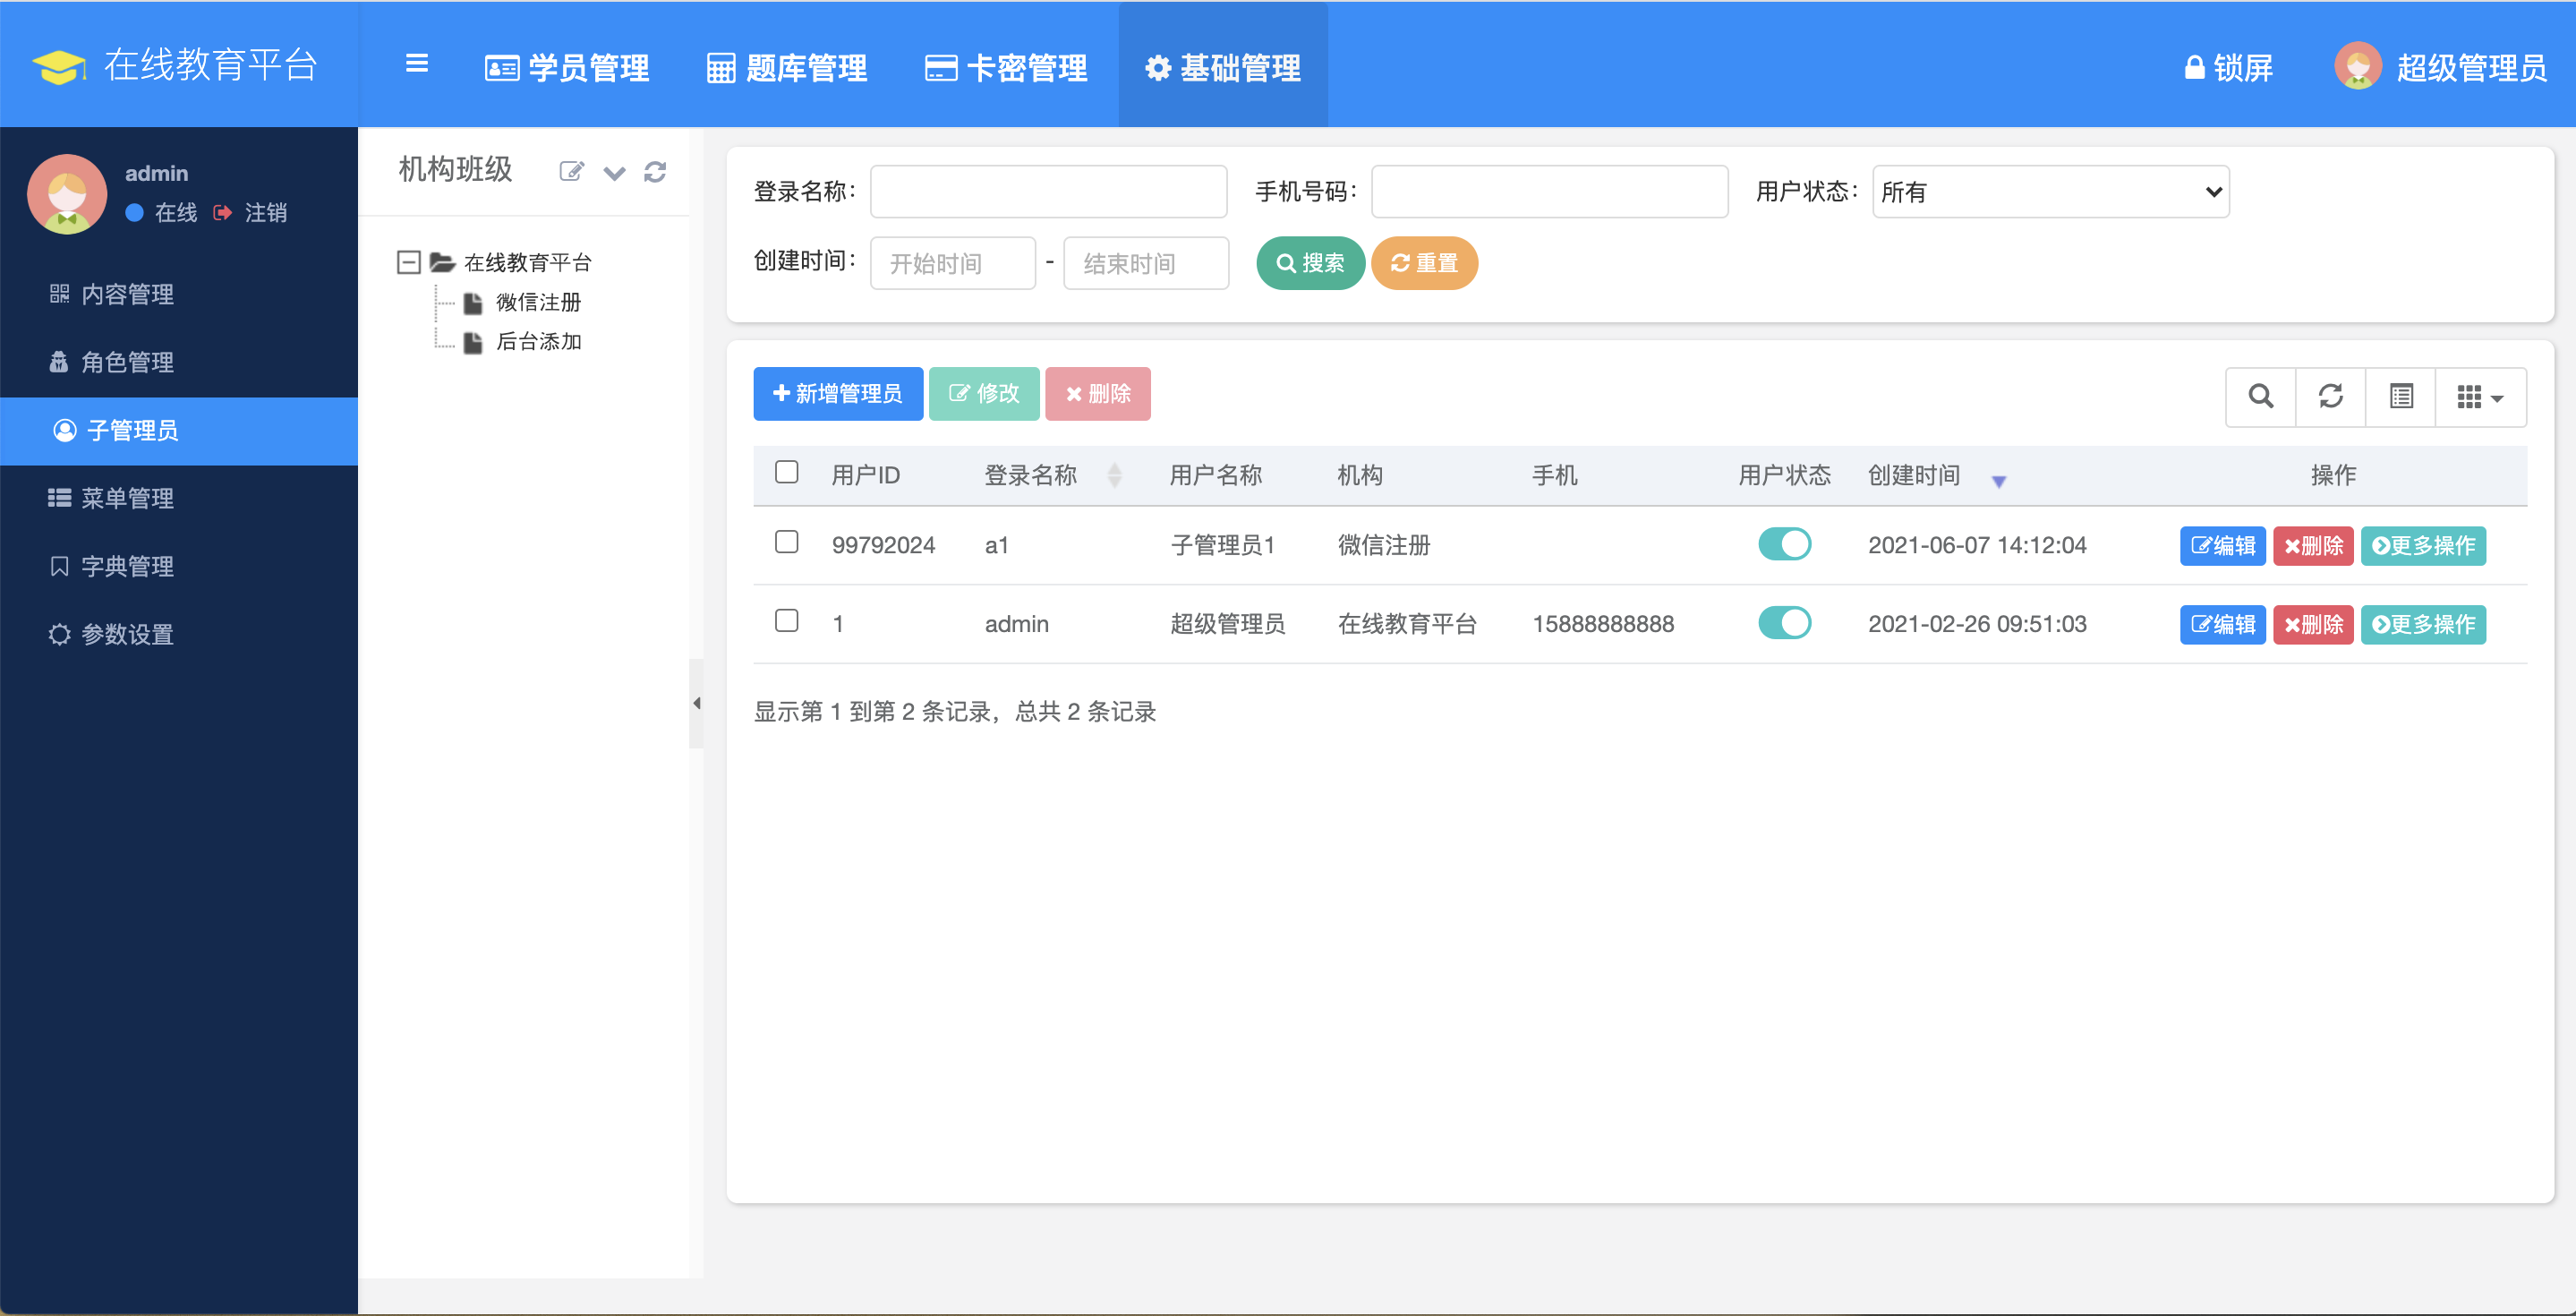 在线教育平台
学员管理 题库管理 卡密管理 基础管理 锁屏 超级管理员
admin
在线 注销
内容管理
角色管理
子管理员
菜单管理
字典管理
参数设置
机构班级
在线教育平台
微信注册
后台添加
登录名称: 手机号码: 用户状态: 所有
创建时间: 开始时间 - 结束时间 搜索 重置
新增管理员 修改 删除
用户ID 登录名称 用户名称 机构 手机 用户状态 创建时间 操作
99792024 a1 子管理员1 微信注册 2021-06-07 14:12:04 编辑 删除 更多操作
1 admin 超级管理员 在线教育平台 15888888888 2021-02-26 09:51:03 编辑 删除 更多操作
显示第 1 到第 2 条记录，总共 2 条记录